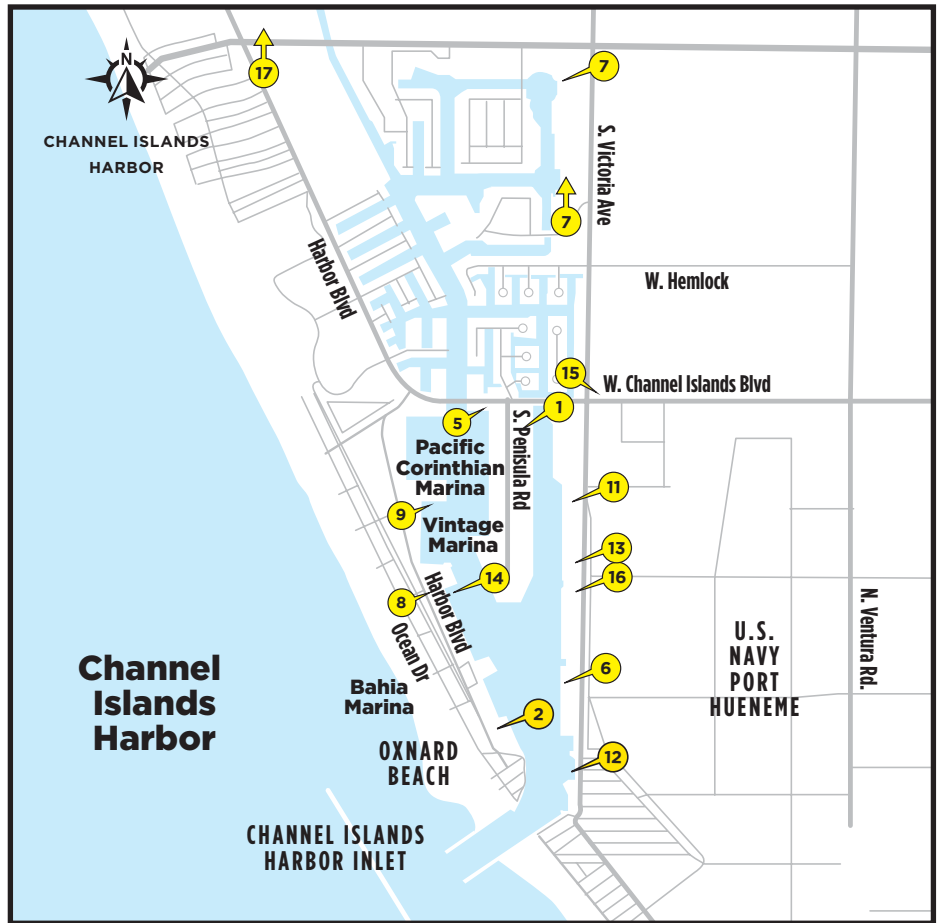 N
17
7
CHANNEL ISLANDS
HARBOR
S. Victoria Ave
7
Harbor Blvd
W. Hemlock
15
W. Channel Islands Blvd
1
5
S. Penisula Rd
Pacific
Corinthian
Marina
11
9
Vintage
Marina
13
14
16
8
Harbor Blvd
Ocean Dr
N. Ventura Rd.
U.S.
NAVY
PORT
HUENEME
6
Channel
Islands
Harbor
Bahia
Marina
2
OXNARD
BEACH
12
CHANNEL ISLANDS
HARBOR INLET